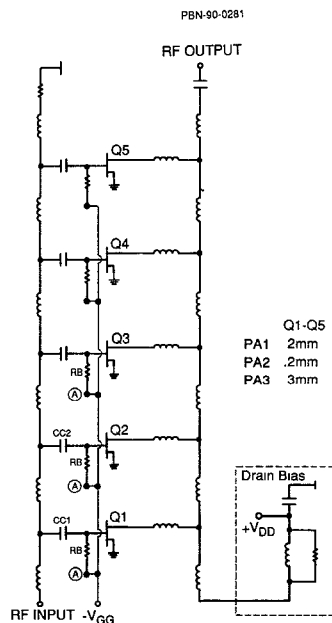 PBN-90-0281
RF OUTPUT
Q5
Q4
Q3
RB
A
Q1-Q5
PA1 2mm
PA2 .2mm
PA3 3mm
CC2
Q2
RB
A
CC1
Q1
RB
A
Drain Bias
+VDD
RF INPUT -VGG